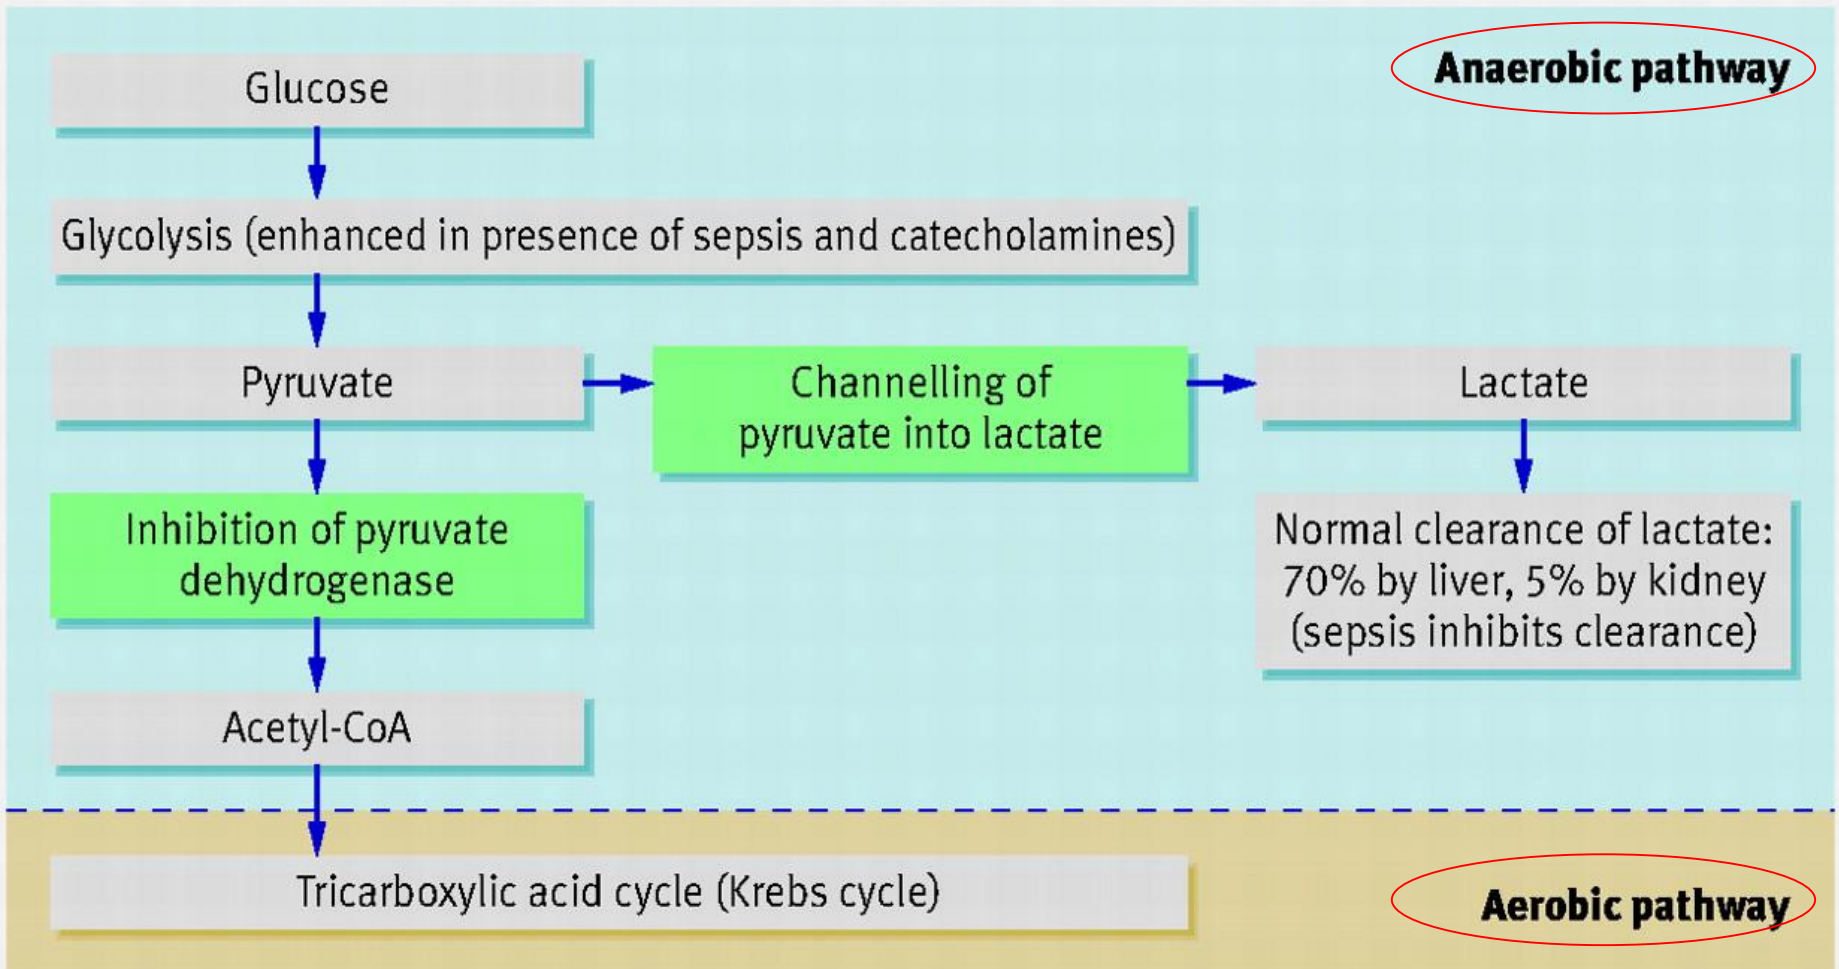 Anaerobic pathway
Glucose
Glycolysis (enhanced in presence of sepsis and catecholamines)
Pyruvate
Channelling of
pyruvate into lactate
Lactate
Inhibition of pyruvate
dehydrogenase
Normal clearance of lactate:
70% by liver, 5% by kidney
(sepsis inhibits clearance)
Acetyl-CoA
Tricarboxylic acid cycle (Krebs cycle)
Aerobic pathway